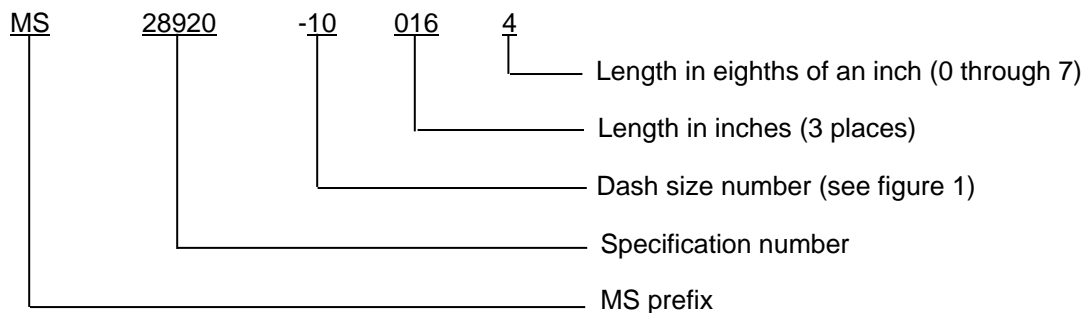 MS 28920 -10 016 4
Length in eighths of an inch (0 through 7)
Length in inches (3 places)
Dash size number (see figure 1)
Specification number
MS prefix